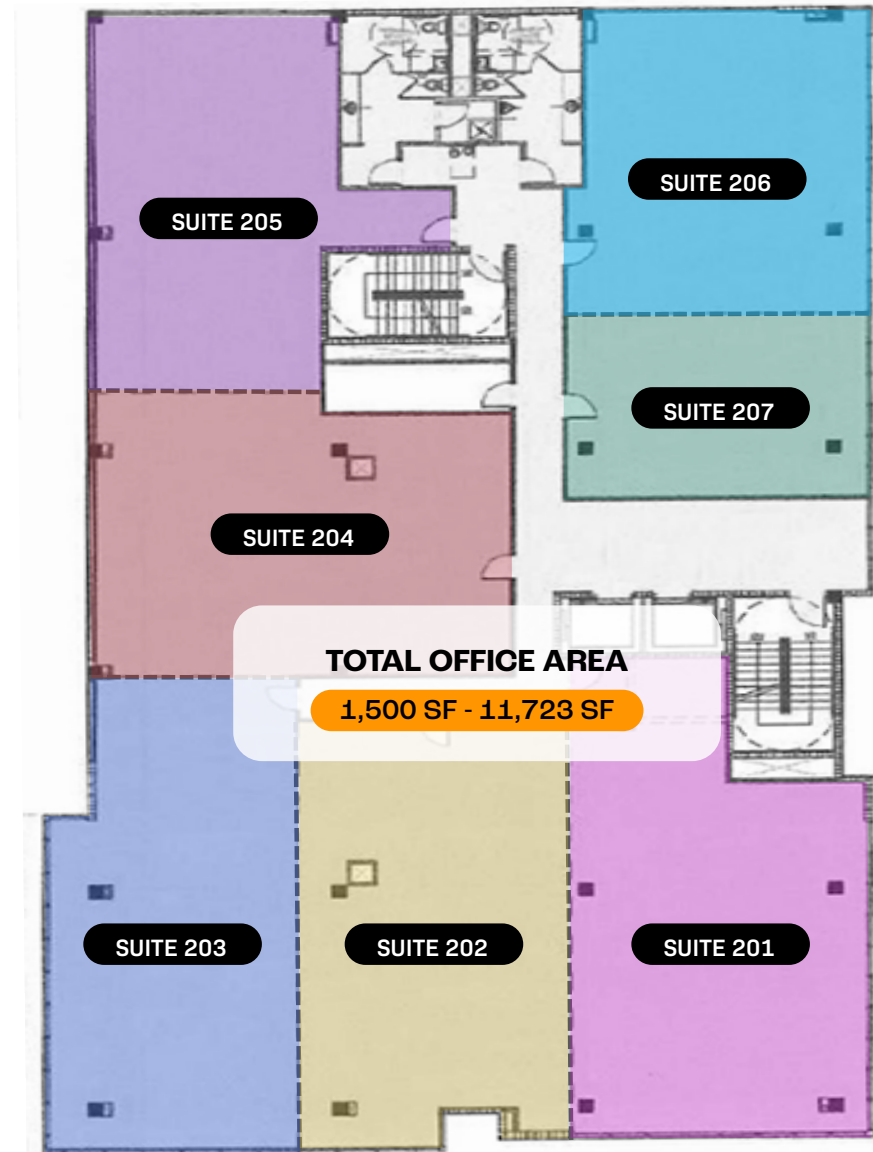 SUITE 206
SUITE 205
SUITE 207
SUITE 204
TOTAL OFFICE AREA
1,500 SF - 11,723 SF
SUITE 203
SUITE 202
SUITE 201